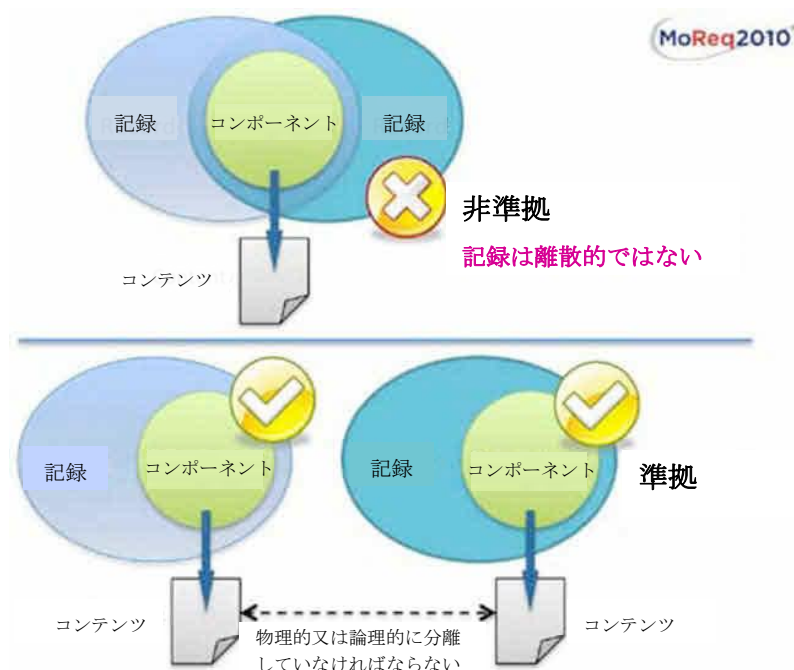 MoReq2010
記録
コンポーネント
記録
非準拠
記録は離散的ではない
コンテンツ
記録
コンポーネント
記録
コンポーネント
準拠
コンテンツ
物理的又は論理的に分離
していなければならない
コンテンツ